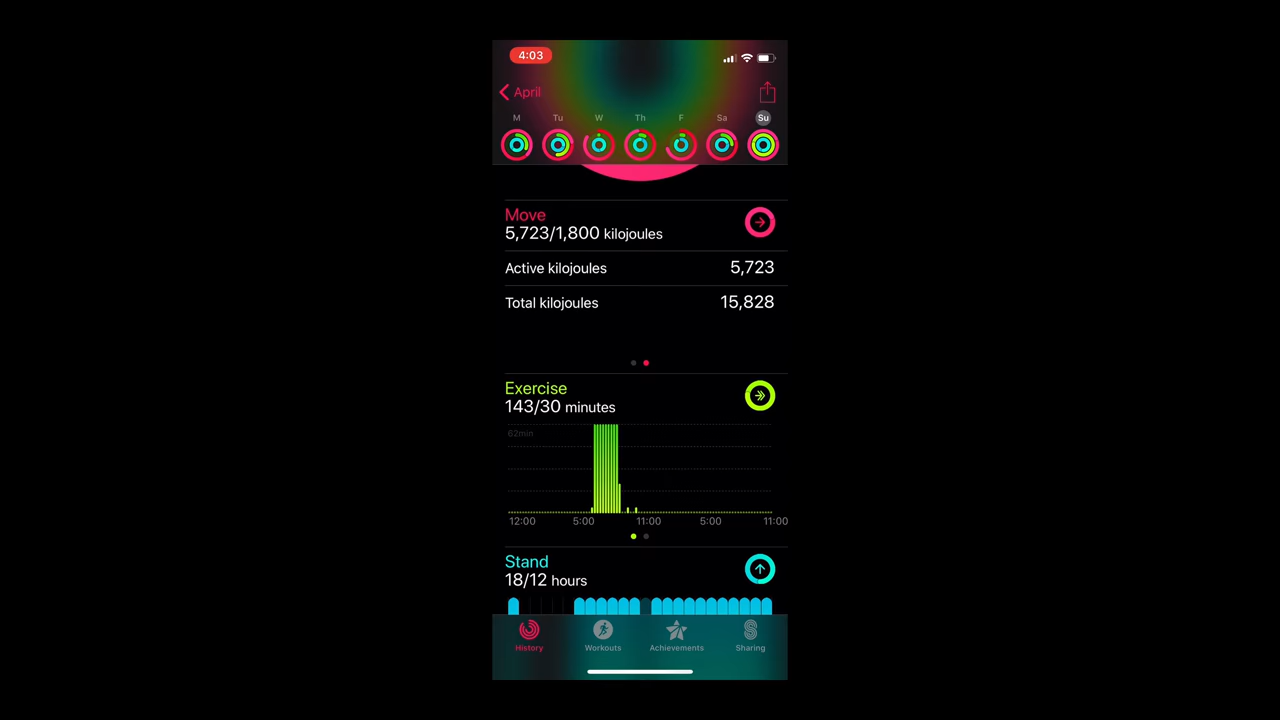 4:03
April
M Tu W Th F Sa Su
Move
5,723/1,800 kilojoules
Active kilojoules 5,723
Total kilojoules 15,828
Exercise
143/30 minutes
62min
12:00 5:00 11:00 5:00 11:00
Stand
18/12 hours
History Workouts Achievements Sharing